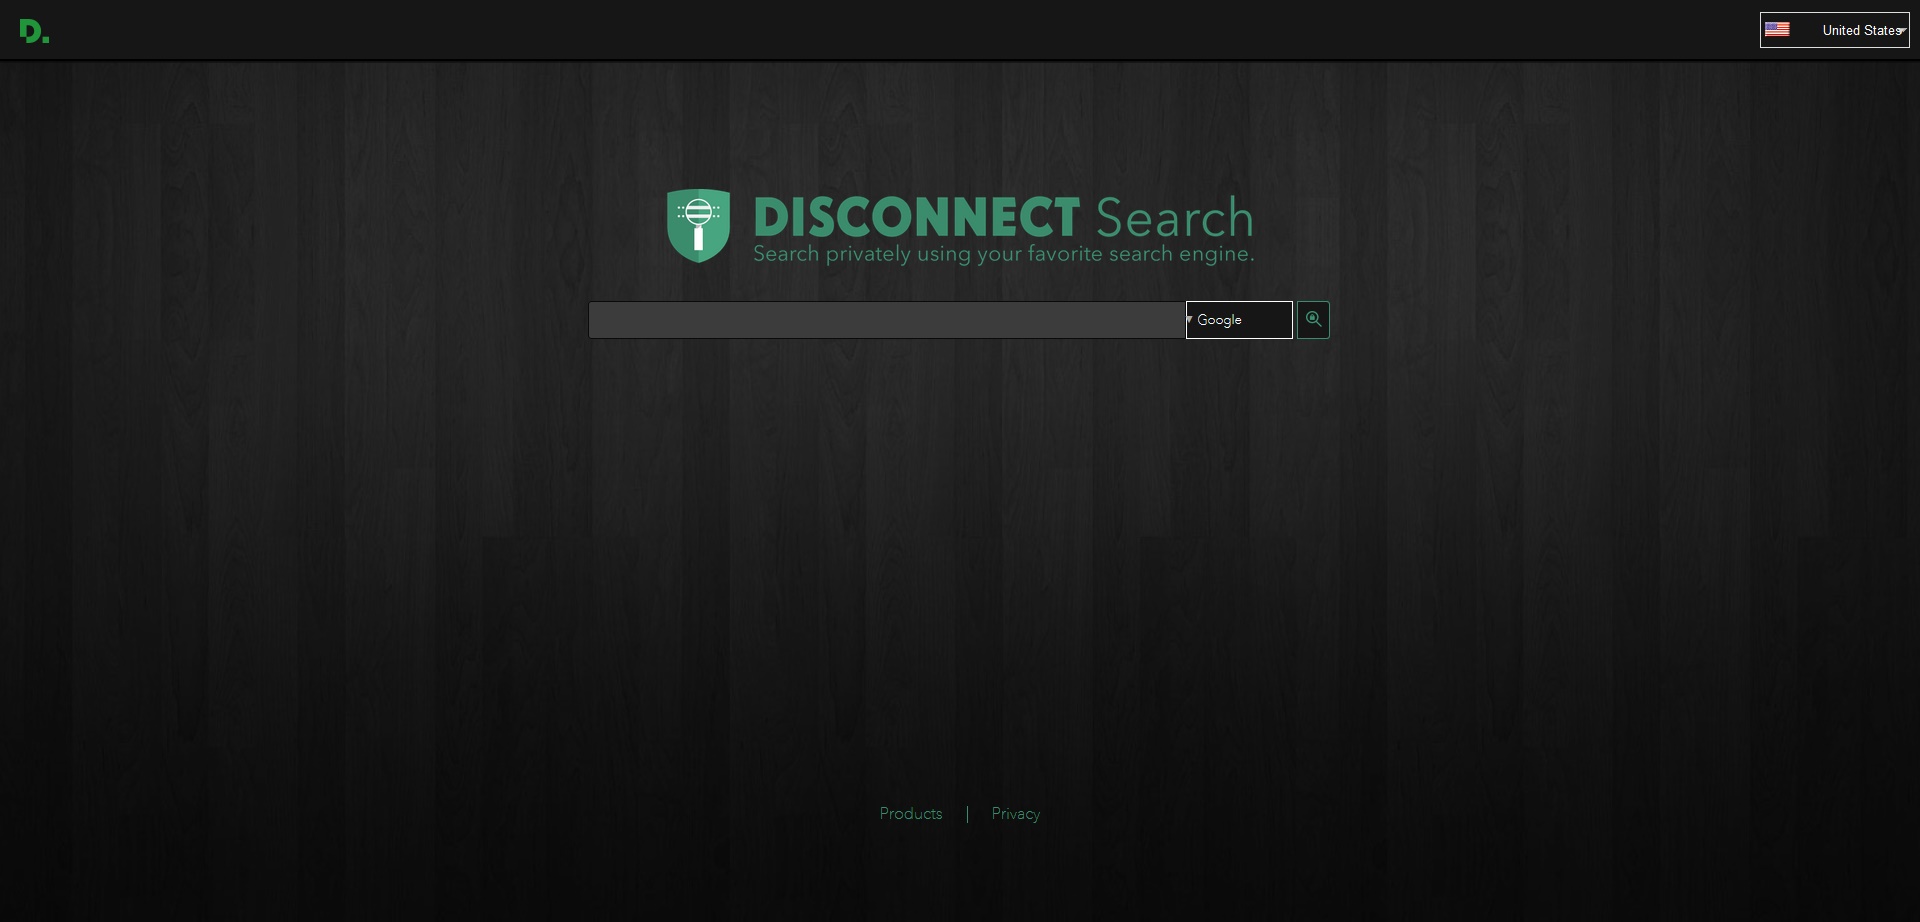 D.
United States
DISCONNECT Search
Search privately using your favorite search engine.
Google
Products | Privacy